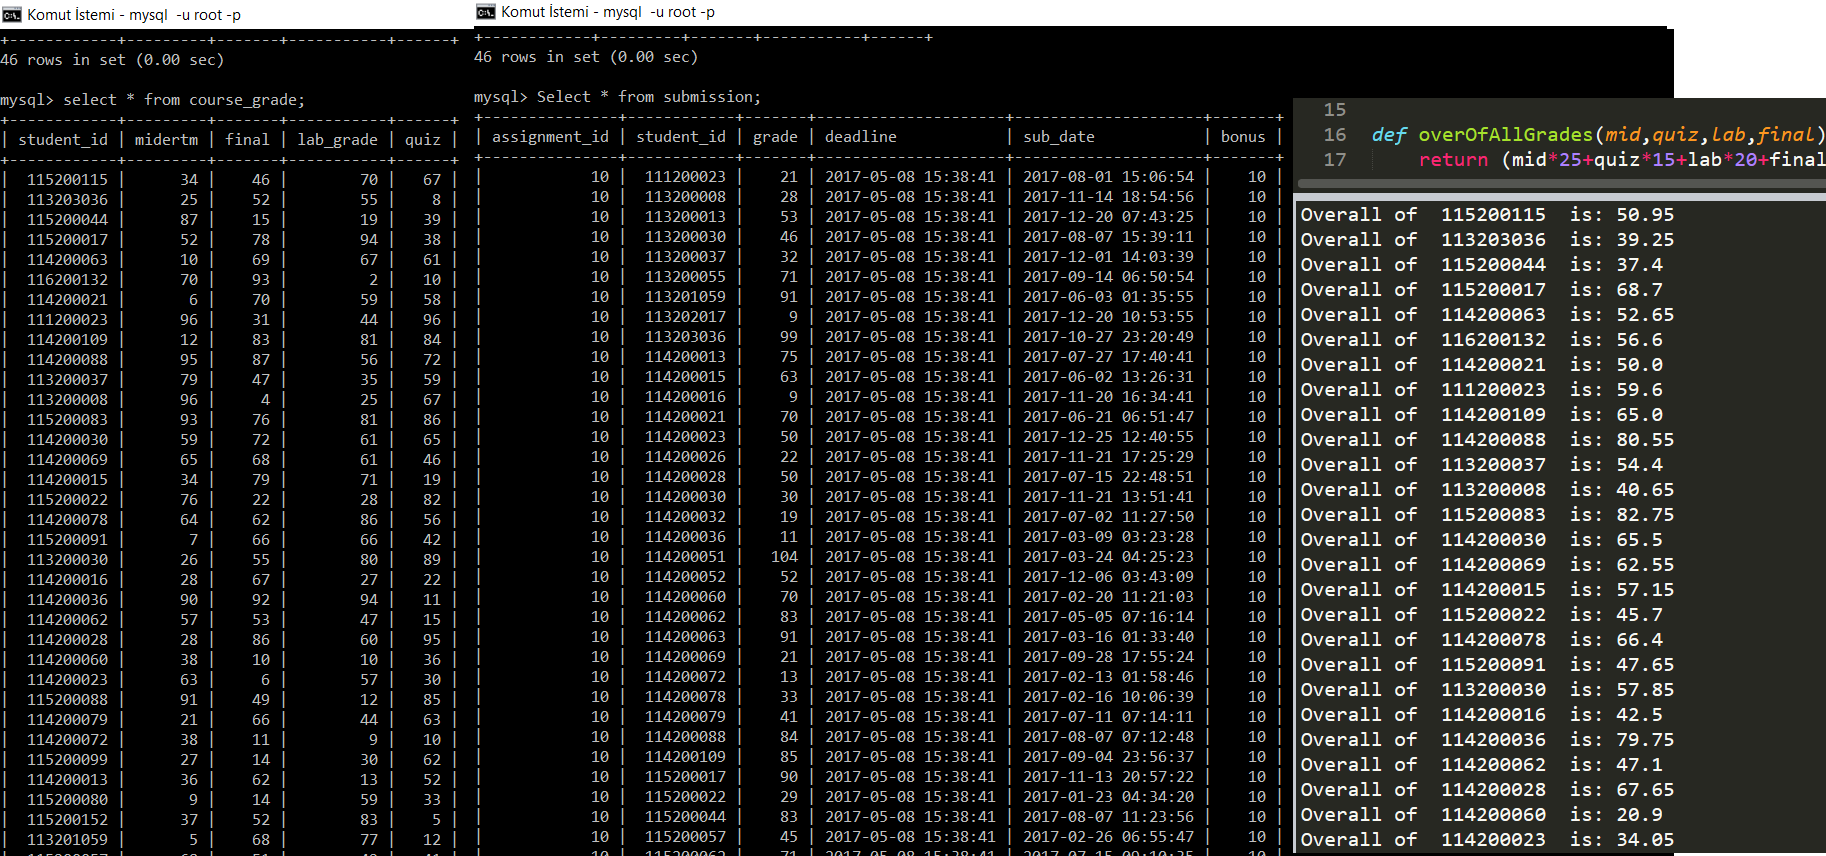 Komut İstemi - mysql  -u root -p
+------------+---------+-------+-----------+------+
46 rows in set (0.00 sec)
mysql> select * from course_grade;
+------------+---------+-------+-----------+------+
| student_id | midertm | final | lab_grade | quiz |
+------------+---------+-------+-----------+------+
| 115200115 | 34 | 46 | 70 | 67 |
| 113203036 | 25 | 52 | 55 | 8 |
| 115200044 | 87 | 15 | 19 | 39 |
| 115200017 | 52 | 78 | 94 | 38 |
| 114200063 | 10 | 69 | 67 | 61 |
| 116200132 | 70 | 93 | 2 | 10 |
| 114200021 | 6 | 70 | 59 | 58 |
| 111200023 | 96 | 31 | 44 | 96 |
| 114200109 | 12 | 83 | 81 | 84 |
| 114200088 | 95 | 87 | 56 | 72 |
| 113200037 | 79 | 47 | 35 | 59 |
| 113200008 | 96 | 4 | 25 | 67 |
| 115200083 | 93 | 76 | 81 | 86 |
| 114200030 | 59 | 72 | 61 | 65 |
| 114200069 | 65 | 68 | 61 | 46 |
| 114200015 | 34 | 79 | 71 | 19 |
| 115200022 | 76 | 22 | 28 | 82 |
| 114200078 | 64 | 62 | 86 | 56 |
| 115200091 | 7 | 66 | 66 | 42 |
| 113200030 | 26 | 55 | 80 | 89 |
| 114200016 | 28 | 67 | 27 | 22 |
| 114200036 | 90 | 92 | 94 | 11 |
| 114200062 | 57 | 53 | 47 | 15 |
| 114200028 | 28 | 86 | 60 | 95 |
| 114200060 | 38 | 10 | 10 | 36 |
| 114200023 | 63 | 6 | 57 | 30 |
| 115200088 | 91 | 49 | 12 | 85 |
| 114200079 | 21 | 66 | 44 | 63 |
| 114200072 | 38 | 11 | 9 | 10 |
| 115200099 | 27 | 14 | 30 | 62 |
| 114200013 | 36 | 62 | 13 | 52 |
| 115200080 | 9 | 14 | 59 | 33 |
| 115200152 | 37 | 52 | 83 | 5 |
| 113201059 | 5 | 68 | 77 | 12 |
Komut İstemi - mysql  -u root -p
+------------+---------+-------+-----------+------+
46 rows in set (0.00 sec)
mysql> Select * from submission;
+---------------+------------+-------+---------------------+---------------------+-------+
| assignment_id | student_id | grade | deadline | sub_date | bonus |
+---------------+------------+-------+---------------------+---------------------+-------+
| 10 | 111200023 | 21 | 2017-05-08 15:38:41 | 2017-08-01 15:06:54 | 10 |
| 10 | 113200008 | 28 | 2017-05-08 15:38:41 | 2017-11-14 18:54:56 | 10 |
| 10 | 113200013 | 53 | 2017-05-08 15:38:41 | 2017-12-20 07:43:25 | 10 |
| 10 | 113200030 | 46 | 2017-05-08 15:38:41 | 2017-08-07 15:39:11 | 10 |
| 10 | 113200037 | 32 | 2017-05-08 15:38:41 | 2017-12-01 14:03:39 | 10 |
| 10 | 113200055 | 71 | 2017-05-08 15:38:41 | 2017-09-14 06:50:54 | 10 |
| 10 | 113201059 | 91 | 2017-05-08 15:38:41 | 2017-06-03 01:35:55 | 10 |
| 10 | 113202017 | 9 | 2017-05-08 15:38:41 | 2017-12-20 10:53:55 | 10 |
| 10 | 113203036 | 99 | 2017-05-08 15:38:41 | 2017-10-27 23:20:49 | 10 |
| 10 | 114200013 | 75 | 2017-05-08 15:38:41 | 2017-07-27 17:40:41 | 10 |
| 10 | 114200015 | 63 | 2017-05-08 15:38:41 | 2017-06-02 13:26:31 | 10 |
| 10 | 114200016 | 9 | 2017-05-08 15:38:41 | 2017-11-20 16:34:41 | 10 |
| 10 | 114200021 | 70 | 2017-05-08 15:38:41 | 2017-06-21 06:51:47 | 10 |
| 10 | 114200023 | 50 | 2017-05-08 15:38:41 | 2017-12-25 12:40:55 | 10 |
| 10 | 114200026 | 22 | 2017-05-08 15:38:41 | 2017-11-21 17:25:29 | 10 |
| 10 | 114200028 | 50 | 2017-05-08 15:38:41 | 2017-07-15 22:48:51 | 10 |
| 10 | 114200030 | 30 | 2017-05-08 15:38:41 | 2017-11-21 13:51:41 | 10 |
| 10 | 114200032 | 19 | 2017-05-08 15:38:41 | 2017-07-02 11:27:50 | 10 |
| 10 | 114200036 | 11 | 2017-05-08 15:38:41 | 2017-03-09 03:23:28 | 10 |
| 10 | 114200051 | 104 | 2017-05-08 15:38:41 | 2017-03-24 04:25:23 | 10 |
| 10 | 114200052 | 52 | 2017-05-08 15:38:41 | 2017-12-06 03:43:09 | 10 |
| 10 | 114200060 | 70 | 2017-05-08 15:38:41 | 2017-02-20 11:21:03 | 10 |
| 10 | 114200062 | 83 | 2017-05-08 15:38:41 | 2017-05-05 07:16:14 | 10 |
| 10 | 114200063 | 91 | 2017-05-08 15:38:41 | 2017-03-16 01:33:40 | 10 |
| 10 | 114200069 | 21 | 2017-05-08 15:38:41 | 2017-09-28 17:55:24 | 10 |
| 10 | 114200072 | 13 | 2017-05-08 15:38:41 | 2017-02-13 01:58:46 | 10 |
| 10 | 114200078 | 33 | 2017-05-08 15:38:41 | 2017-02-16 10:06:39 | 10 |
| 10 | 114200079 | 41 | 2017-05-08 15:38:41 | 2017-07-11 07:14:11 | 10 |
| 10 | 114200088 | 84 | 2017-05-08 15:38:41 | 2017-08-07 07:12:48 | 10 |
| 10 | 114200109 | 85 | 2017-05-08 15:38:41 | 2017-09-04 23:56:37 | 10 |
| 10 | 115200017 | 90 | 2017-05-08 15:38:41 | 2017-11-13 20:57:22 | 10 |
| 10 | 115200022 | 29 | 2017-05-08 15:38:41 | 2017-01-23 04:34:20 | 10 |
| 10 | 115200044 | 83 | 2017-05-08 15:38:41 | 2017-08-07 11:23:56 | 10 |
| 10 | 115200057 | 45 | 2017-05-08 15:38:41 | 2017-02-26 06:55:47 | 10 |
15
16 def overOfAllGrades(mid,quiz,lab,final)
17 return (mid*25+quiz*15+lab*20+final
Overall of  115200115  is: 50.95
Overall of  113203036  is: 39.25
Overall of  115200044  is: 37.4
Overall of  115200017  is: 68.7
Overall of  114200063  is: 52.65
Overall of  116200132  is: 56.6
Overall of  114200021  is: 50.0
Overall of  111200023  is: 59.6
Overall of  114200109  is: 65.0
Overall of  114200088  is: 80.55
Overall of  113200037  is: 54.4
Overall of  113200008  is: 40.65
Overall of  115200083  is: 82.75
Overall of  114200030  is: 65.5
Overall of  114200069  is: 62.55
Overall of  114200015  is: 57.15
Overall of  115200022  is: 45.7
Overall of  114200078  is: 66.4
Overall of  115200091  is: 47.65
Overall of  113200030  is: 57.85
Overall of  114200016  is: 42.5
Overall of  114200036  is: 79.75
Overall of  114200062  is: 47.1
Overall of  114200028  is: 67.65
Overall of  114200060  is: 20.9
Overall of  114200023  is: 34.05